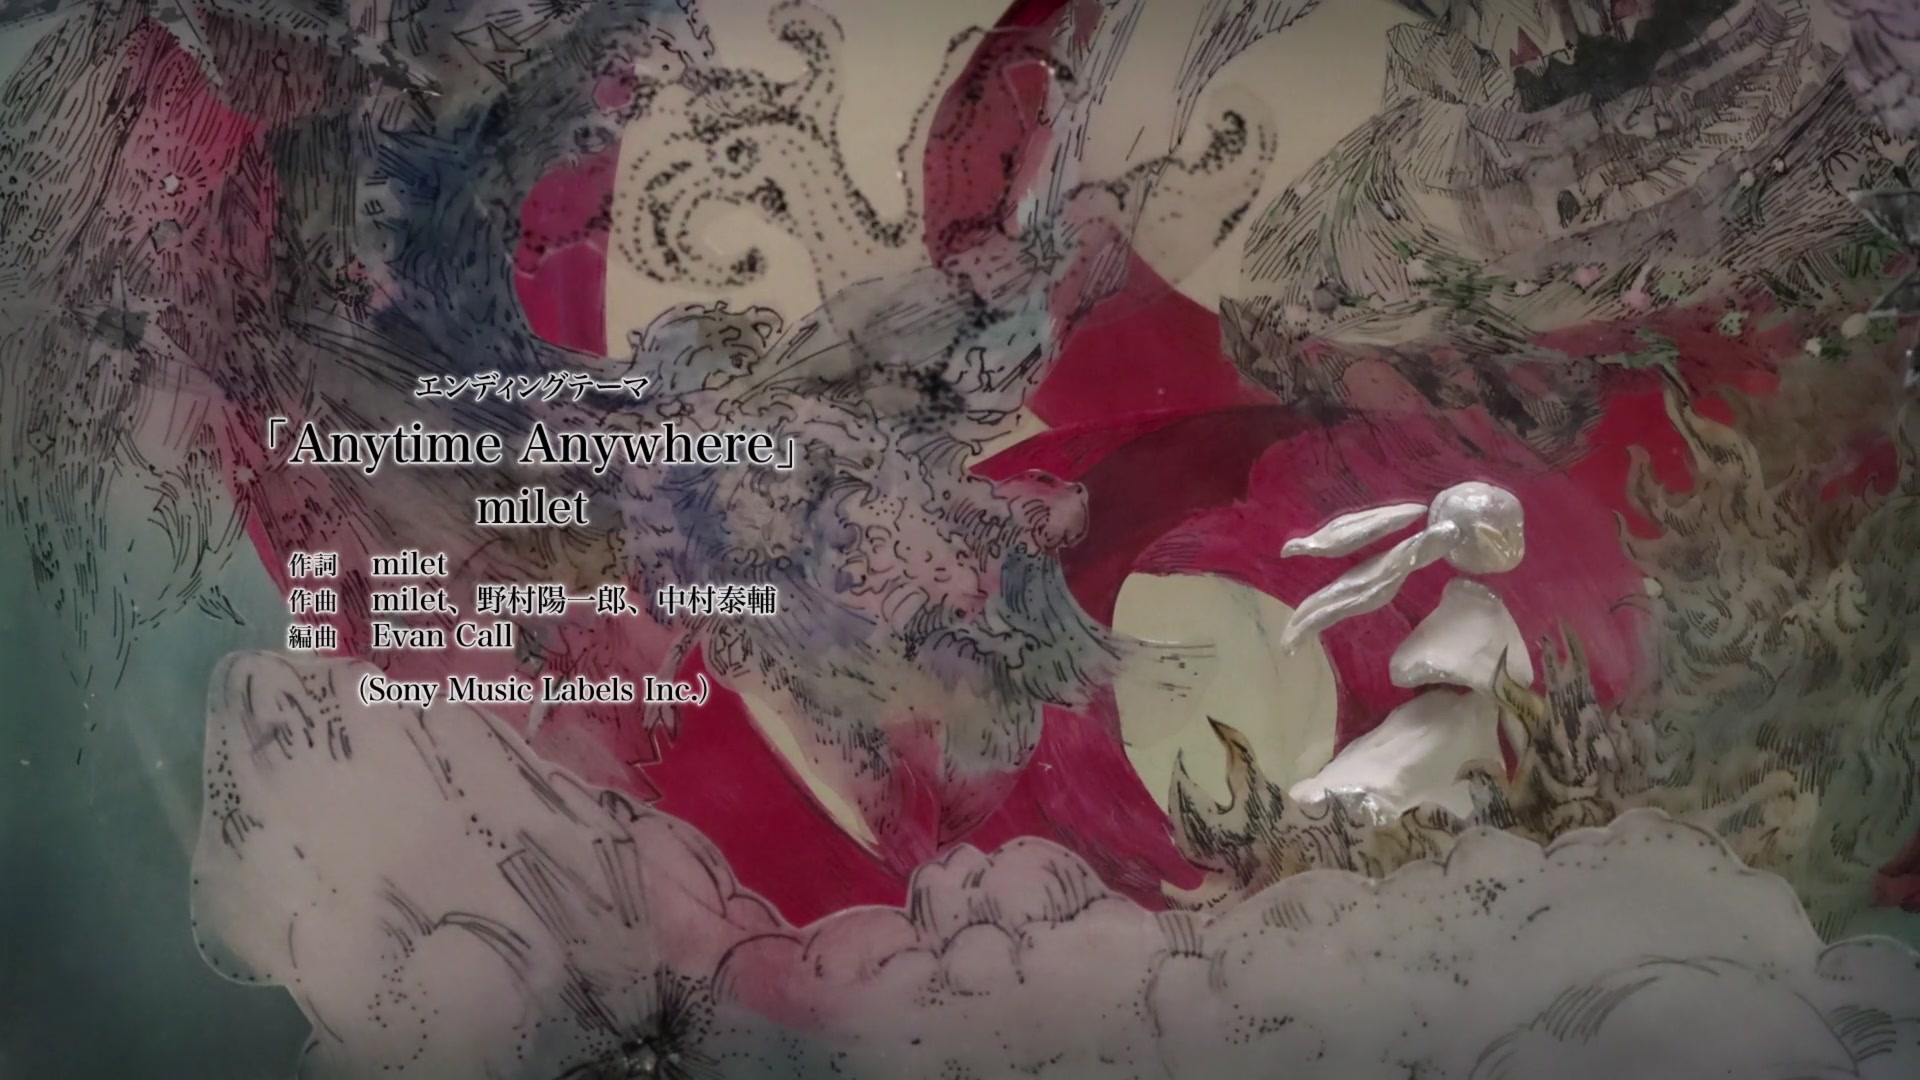 エンディングテーマ
「Anytime Anywhere」
milet
作詞 milet
作曲 milet、野村陽一郎、中村泰輔
編曲 Evan Call
(Sony Music Labels Inc.)